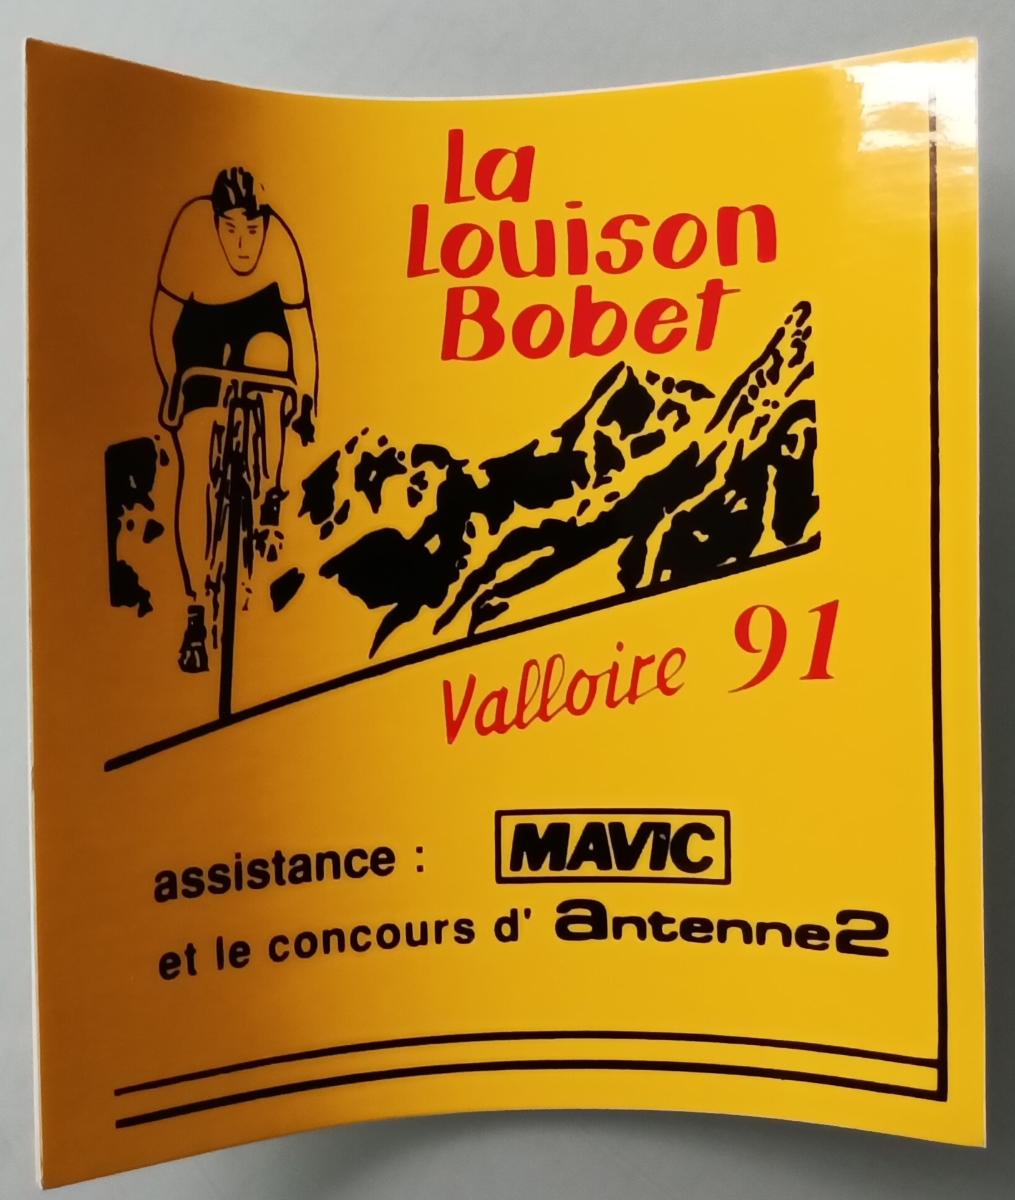 La
Louison
Bobet
Valloire 91
assistance : MAVIC
et le concours d' antenne2